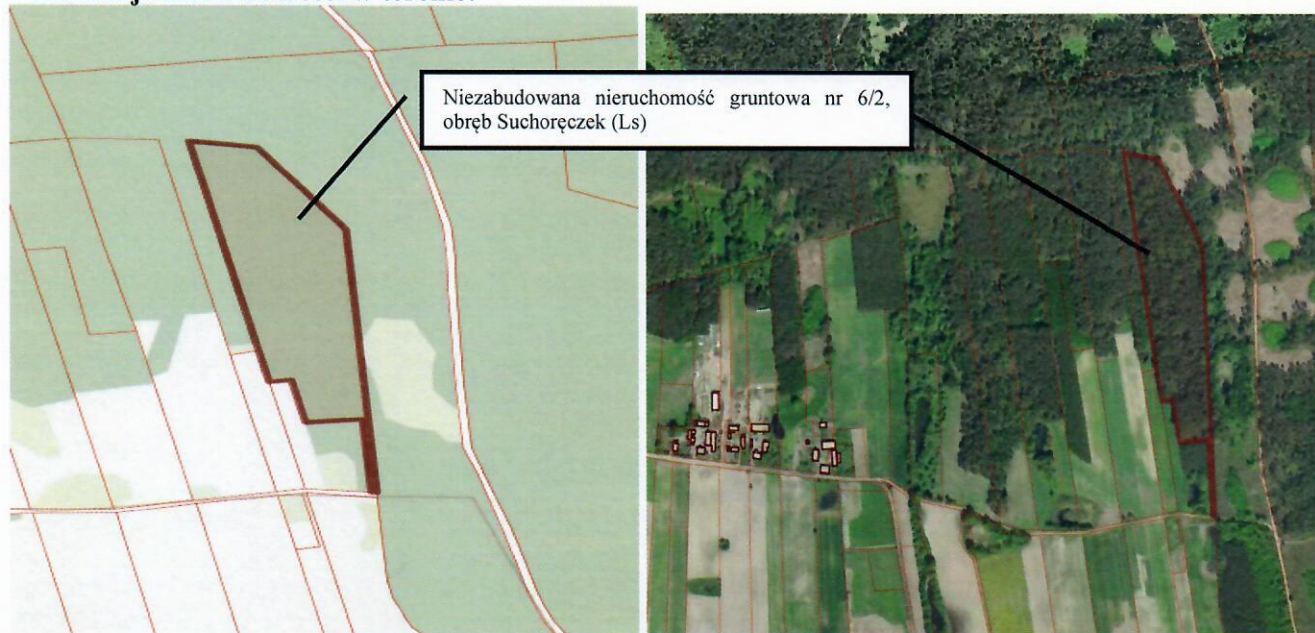 Niezabudowana nieruchomość gruntowa nr 6/2,
obręb Suchoręczek (Ls)